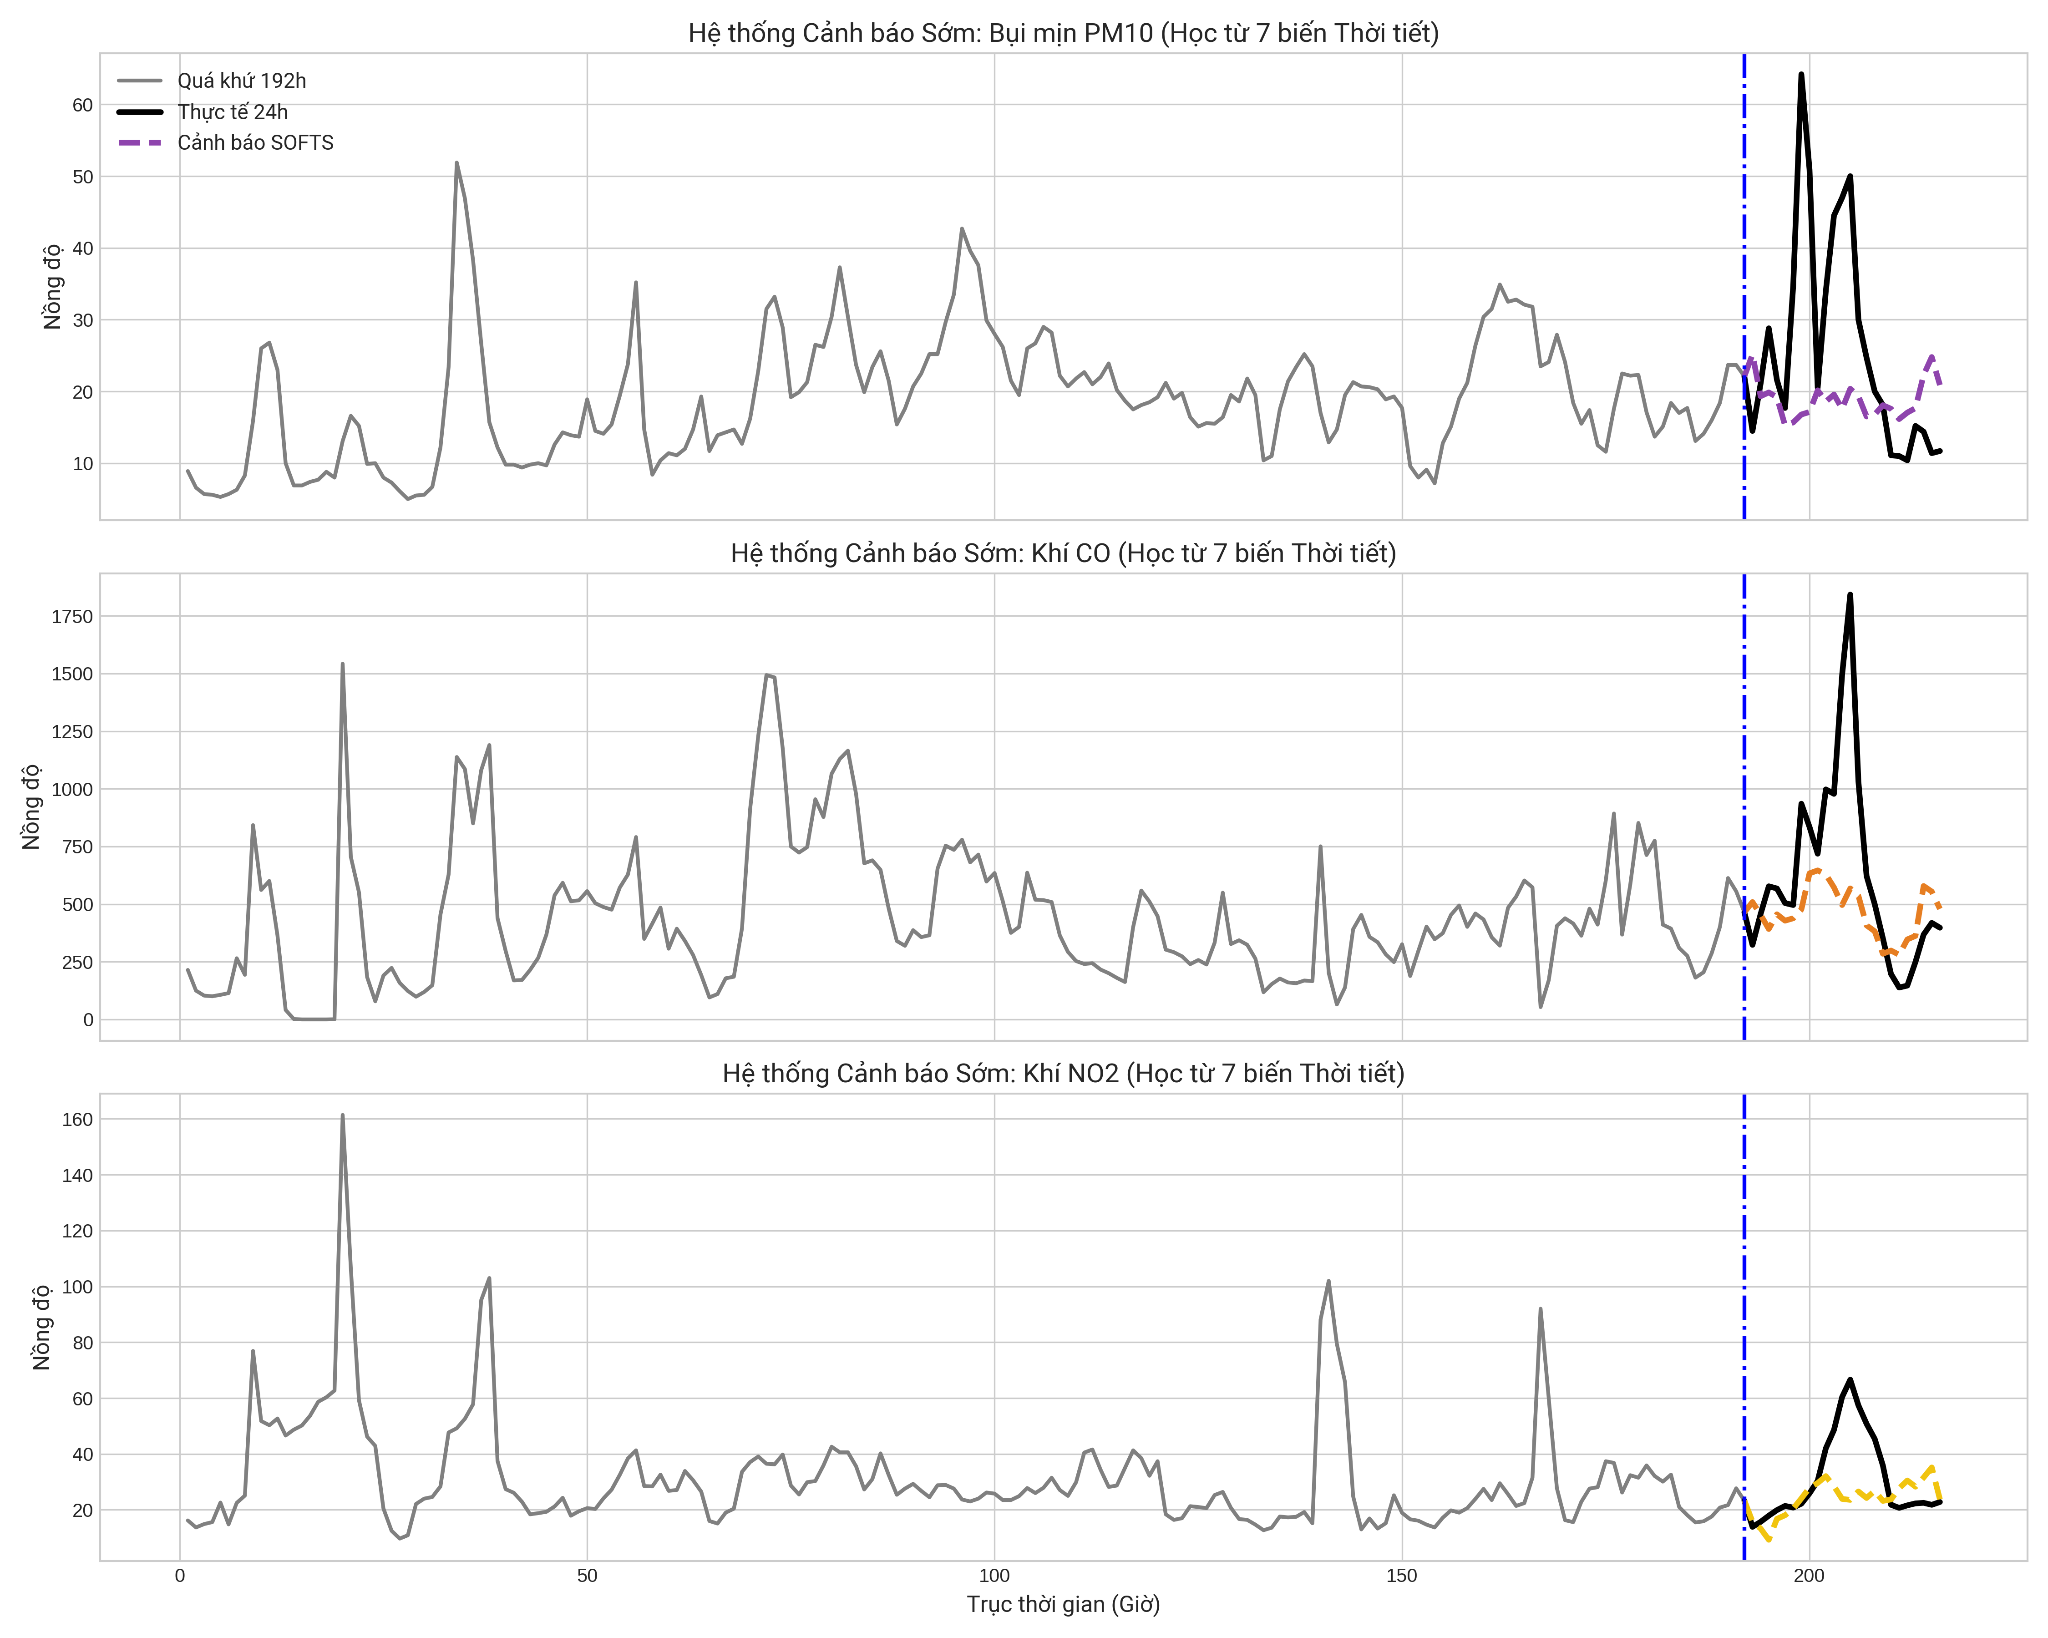 Hệ thống Cảnh báo Sớm: Bụi mịn PM10 (Học từ 7 biến Thời tiết)
Quá khứ 192h
Thực tế 24h
Cảnh báo SOFTS
60
50
40
30
20
10
Nồng độ
Hệ thống Cảnh báo Sớm: Khí CO (Học từ 7 biến Thời tiết)
1750
1500
1250
1000
750
500
250
0
Nồng độ
Hệ thống Cảnh báo Sớm: Khí NO2 (Học từ 7 biến Thời tiết)
160
140
120
100
80
60
40
20
Nồng độ
0 50 100 150 200
Trục thời gian (Giờ)